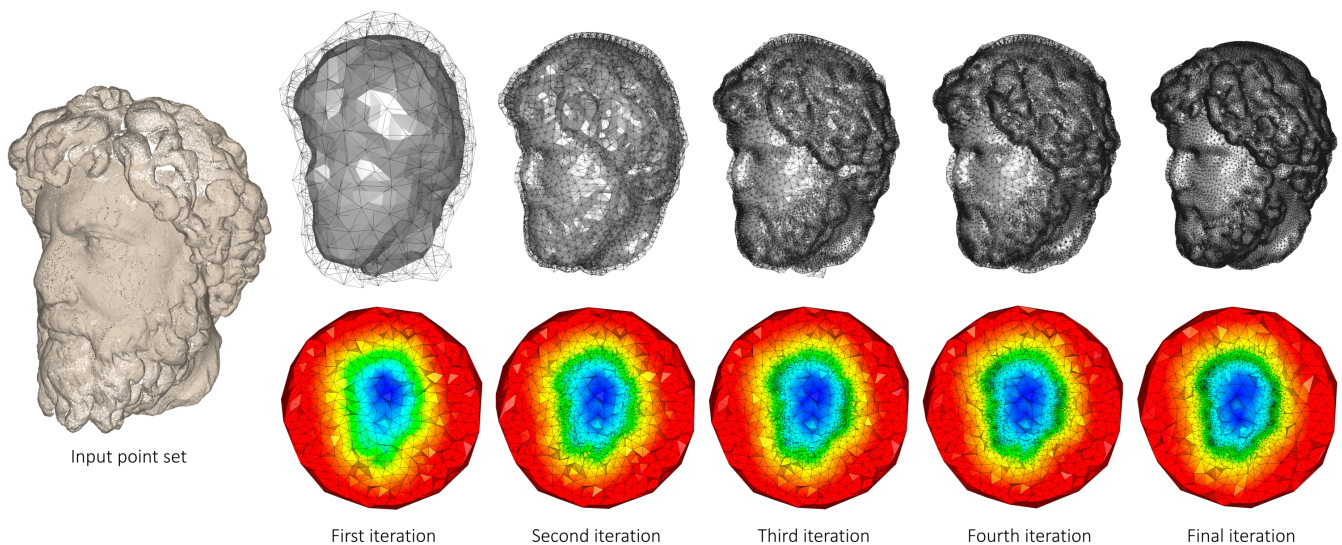 Input point set
First iteration
Second iteration
Third iteration
Fourth iteration
Final iteration